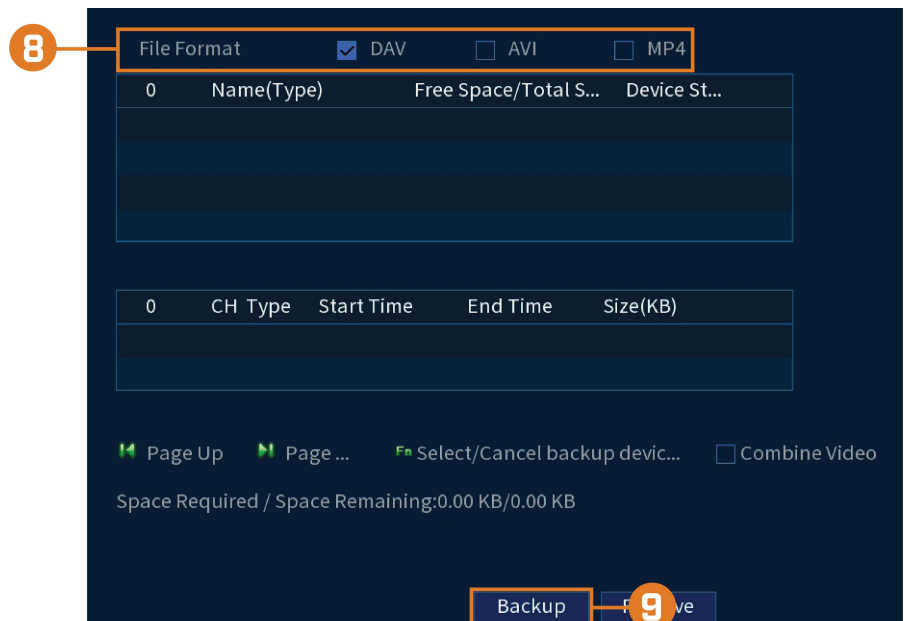 8
File Format DAV AVI MP4
0 Name(Type) Free Space/Total S... Device St...
0 CH Type Start Time End Time Size(KB)
Page Up Page ... Fn Select/Cancel backup devic... Combine Video
Space Required / Space Remaining:0.00 KB/0.00 KB
Backup 9